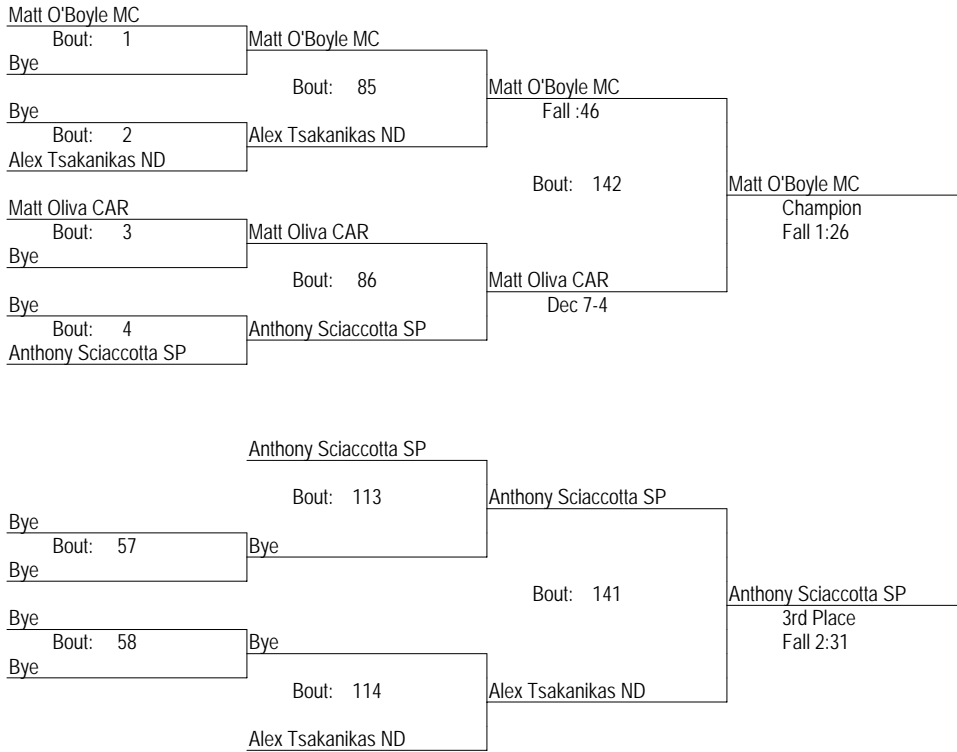 Matt O'Boyle MC
Bout: 1
Matt O'Boyle MC
Bye
Bout: 85
Matt O'Boyle MC
Bye
Fall :46
Bout: 2
Alex Tsakanikas ND
Alex Tsakanikas ND
Bout: 142
Matt O'Boyle MC
Matt Oliva CAR
Champion
Bout: 3
Matt Oliva CAR
Fall 1:26
Bye
Bout: 86
Matt Oliva CAR
Bye
Dec 7-4
Bout: 4
Anthony Sciaccotta SP
Anthony Sciaccotta SP
Anthony Sciaccotta SP
Bout: 113
Anthony Sciaccotta SP
Bye
Bout: 57
Bye
Bye
Bout: 141
Anthony Sciaccotta SP
Bye
3rd Place
Bout: 58
Bye
Fall 2:31
Bye
Bout: 114
Alex Tsakanikas ND
Alex Tsakanikas ND